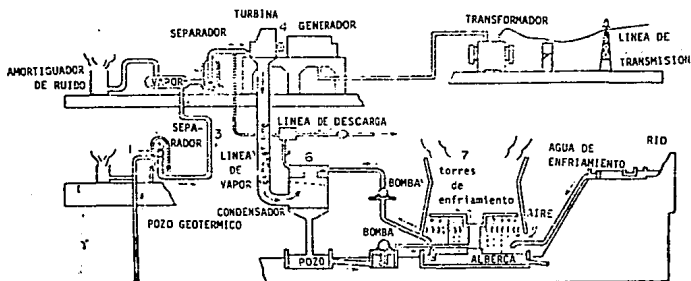 TURBINA
SEPARADOR
4
GENERADOR
TRANSFORMADOR
LINEA DE
TRANSMISION
AMORTIGUADOR
DE RUIDO
VAPOR
SEPA-
RADOR
1
3
LINEA DE DESCARGA
LINEA
DE
VAPOR
6
CONDENSADOR
POZO GEOTERMICO
BOMBA
7
torres
de
enfriamiento
AGUA DE
ENFRIAMIENTO
RIO
AIRE
BOMBA
POZO
ALBERCA